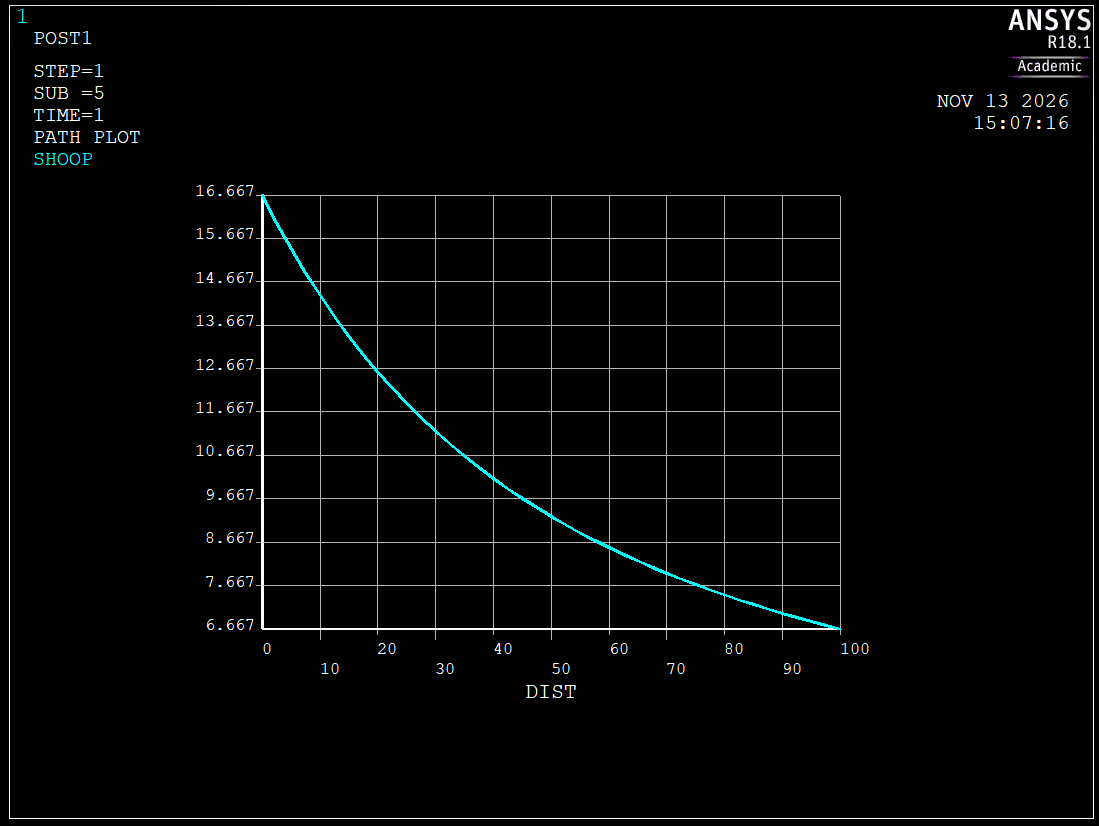 1
POST1
STEP=1
SUB =5
TIME=1
PATH PLOT
SHOOP
ANSYS
R18.1
Academic
NOV 13 2026
15:07:16
16.667
15.667
14.667
13.667
12.667
11.667
10.667
9.667
8.667
7.667
6.667
0 20 40 60 80 100
10 30 50 70 90
DIST